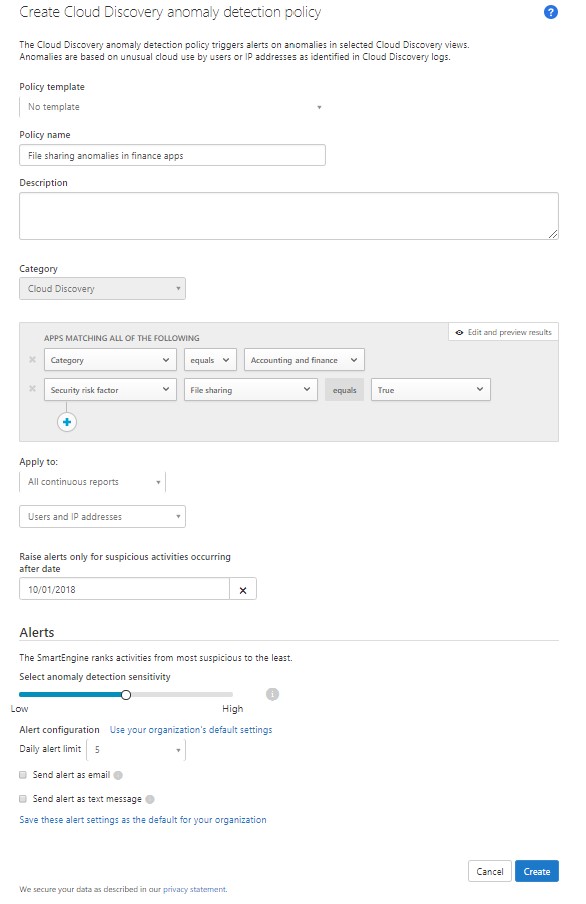 Create Cloud Discovery anomaly detection policy
?
The Cloud Discovery anomaly detection policy triggers alerts on anomalies in selected Cloud Discovery views.
Anomalies are based on unusual cloud use by users or IP addresses as identified in Cloud Discovery logs.
Policy template
No template
Policy name
File sharing anomalies in finance apps
Description
Category
Cloud Discovery
Edit and preview results
APPS MATCHING ALL OF THE FOLLOWING
Category equals Accounting and finance
Security risk factor File sharing equals True
Apply to:
All continuous reports
Users and IP addresses
Raise alerts only for suspicious activities occurring
after date
10/01/2018
Alerts
The SmartEngine ranks activities from most suspicious to the least.
Select anomaly detection sensitivity
Low High
Alert configuration Use your organization's default settings
Daily alert limit 5
Send alert as email
Send alert as text message
Save these alert settings as the default for your organization
Cancel Create
We secure your data as described in our privacy statement.